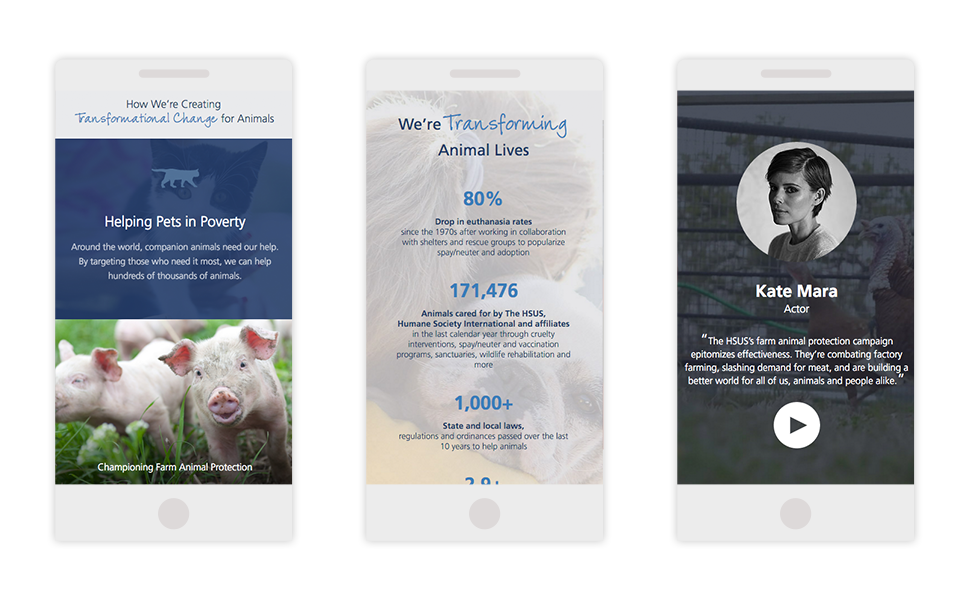 How We're Creating
Transformational Change for Animals
Helping Pets in Poverty
Around the world, companion animals need our help.
By targeting those who need it most, we can help
hundreds of thousands of animals.
Championing Farm Animal Protection
We're Transforming
Animal Lives
80%
Drop in euthanasia rates
since the 1970s after working in collaboration
with shelters and rescue groups to popularize
spay/neuter and adoption
171,476
Animals cared for by The HSUS,
Humane Society International and affiliates
in the last calendar year through cruelty
interventions, spay/neuter and vaccination
programs, sanctuaries, wildlife rehabilitation and
more
1,000+
State and local laws,
regulations and ordinances passed over the last
10 years to help animals
Kate Mara
Actor
"The HSUS's farm animal protection campaign
epitomizes effectiveness. They're combating factory
farming, slashing demand for meat, and are building a
better world for all of us, animals and people alike."